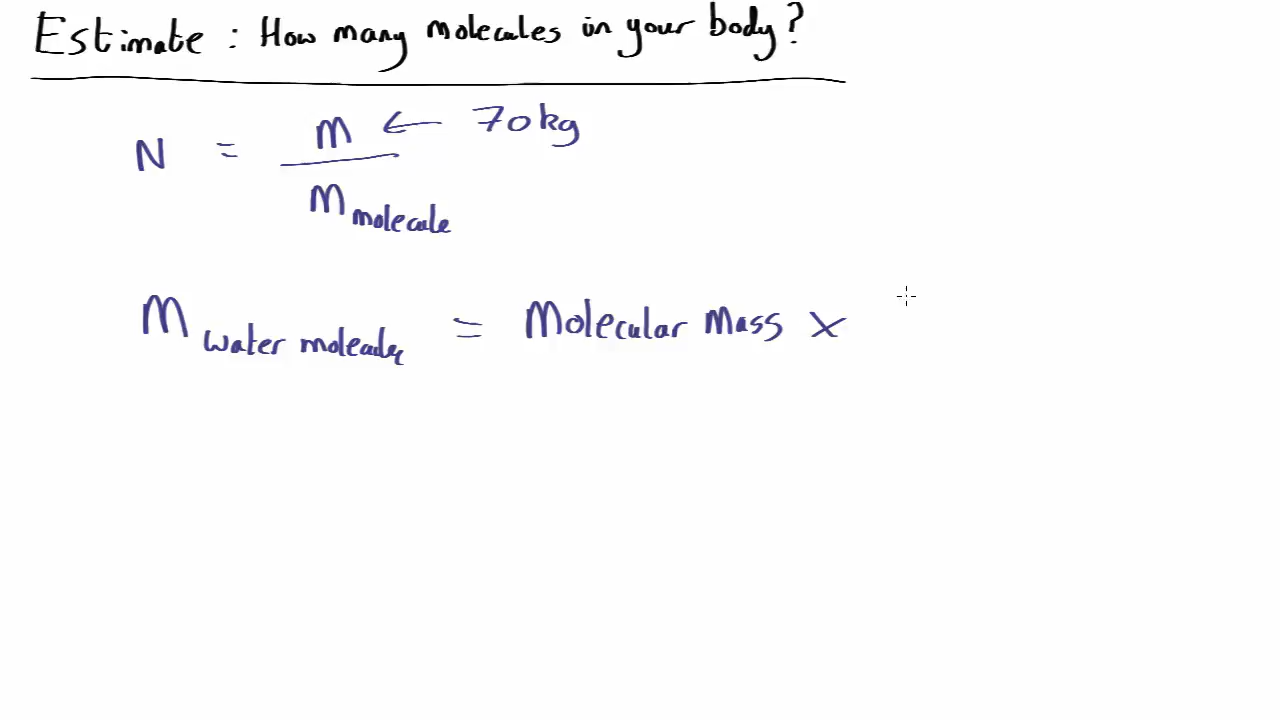 Estimate : How many molecules in your body?
N = M ← 70kg
M molecule
M water molecule = Molecular Mass x